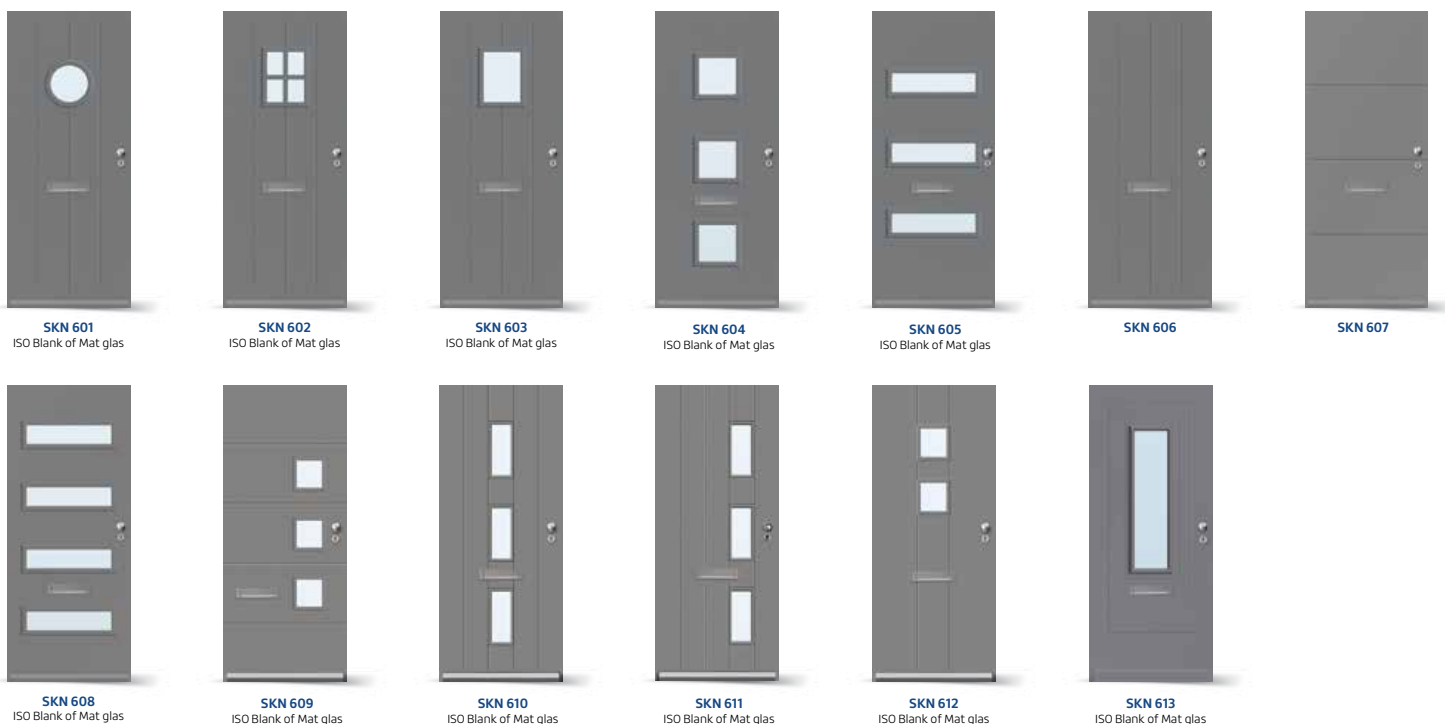 SKN 601
ISO Blank of Mat glas
SKN 602
ISO Blank of Mat glas
SKN 603
ISO Blank of Mat glas
SKN 604
ISO Blank of Mat glas
SKN 605
ISO Blank of Mat glas
SKN 606
SKN 607
SKN 608
ISO Blank of Mat glas
SKN 609
ISO Blank of Mat glas
SKN 610
ISO Blank of Mat glas
SKN 611
ISO Blank of Mat glas
SKN 612
ISO Blank of Mat glas
SKN 613
ISO Blank of Mat glas